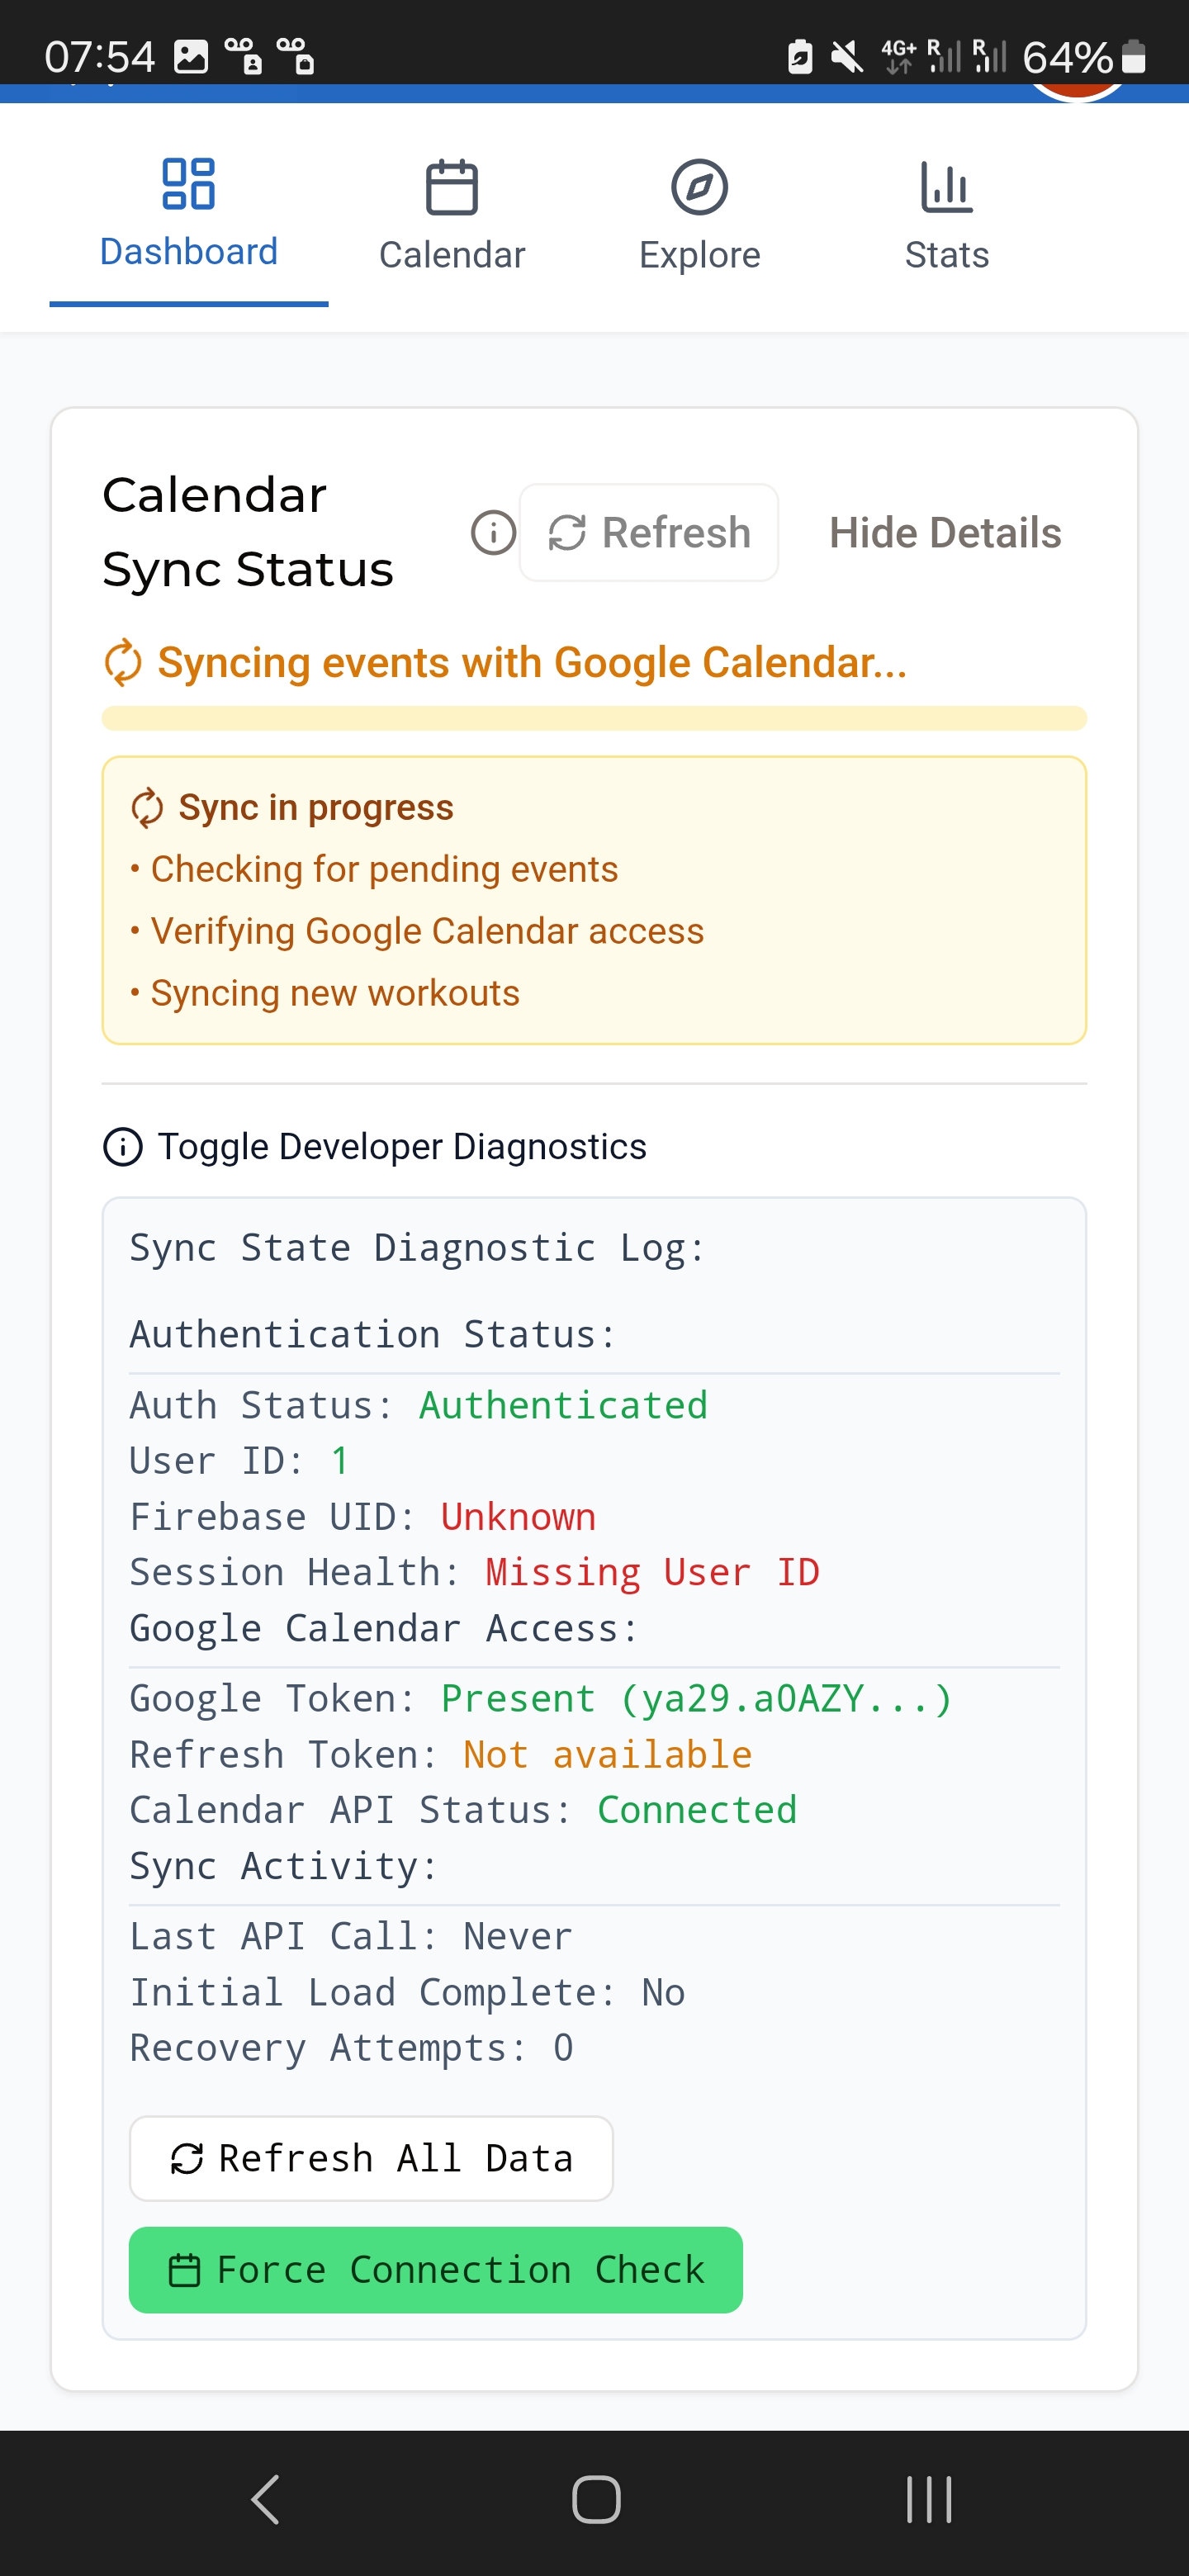 07:54 4G+ R R 64%
Dashboard Calendar Explore Stats
Calendar
Sync Status
Refresh Hide Details
Syncing events with Google Calendar...
Sync in progress
• Checking for pending events
• Verifying Google Calendar access
• Syncing new workouts
Toggle Developer Diagnostics
Sync State Diagnostic Log:
Authentication Status:
Auth Status: Authenticated
User ID: 1
Firebase UID: Unknown
Session Health: Missing User ID
Google Calendar Access:
Google Token: Present (ya29.a0AZY...)
Refresh Token: Not available
Calendar API Status: Connected
Sync Activity:
Last API Call: Never
Initial Load Complete: No
Recovery Attempts: 0
Refresh All Data
Force Connection Check